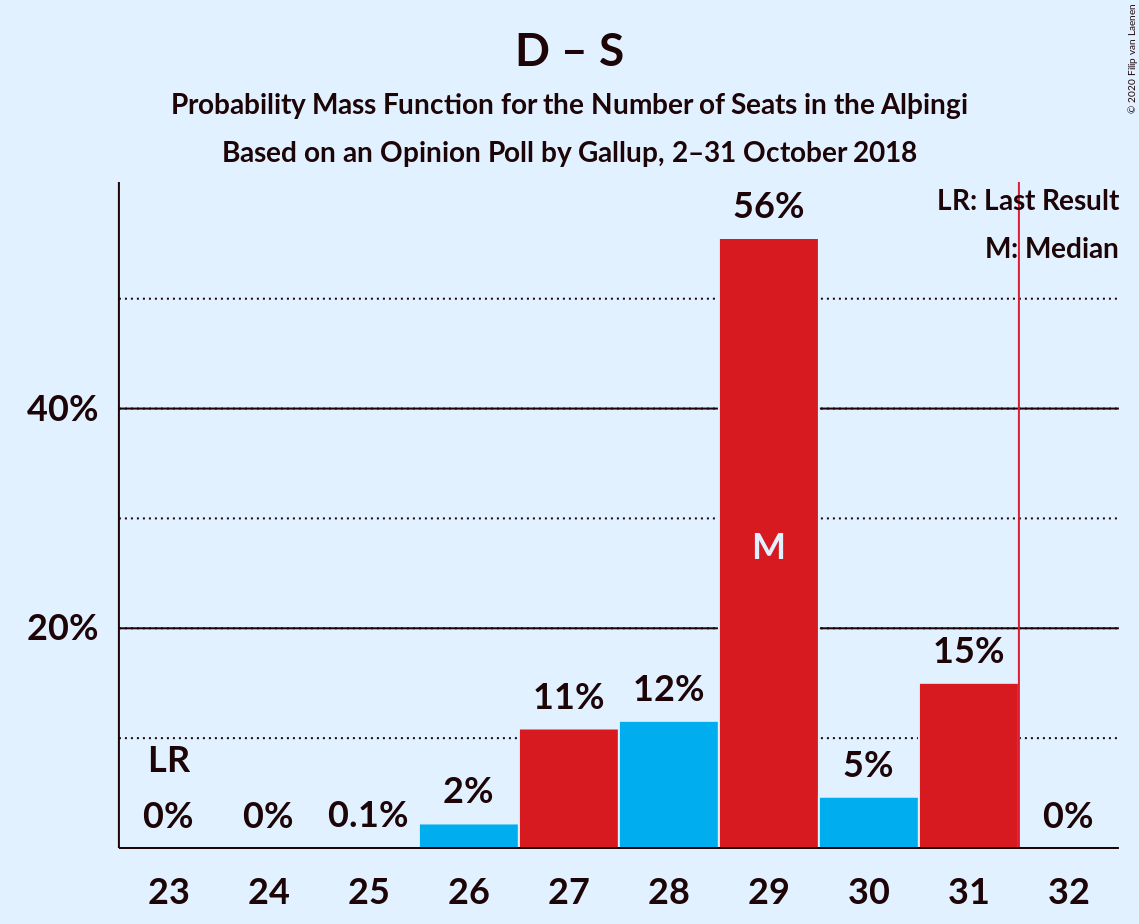 D – S
Probability Mass Function for the Number of Seats in the Alþingi
Based on an Opinion Poll by Gallup, 2–31 October 2018
© 2020 Filip van Laenen
LR: Last Result
M: Median
56%
40%
M
20%
15%
12%
11%
LR
5%
2%
0%
0%
0.1%
0%
23 24 25 26 27 28 29 30 31 32